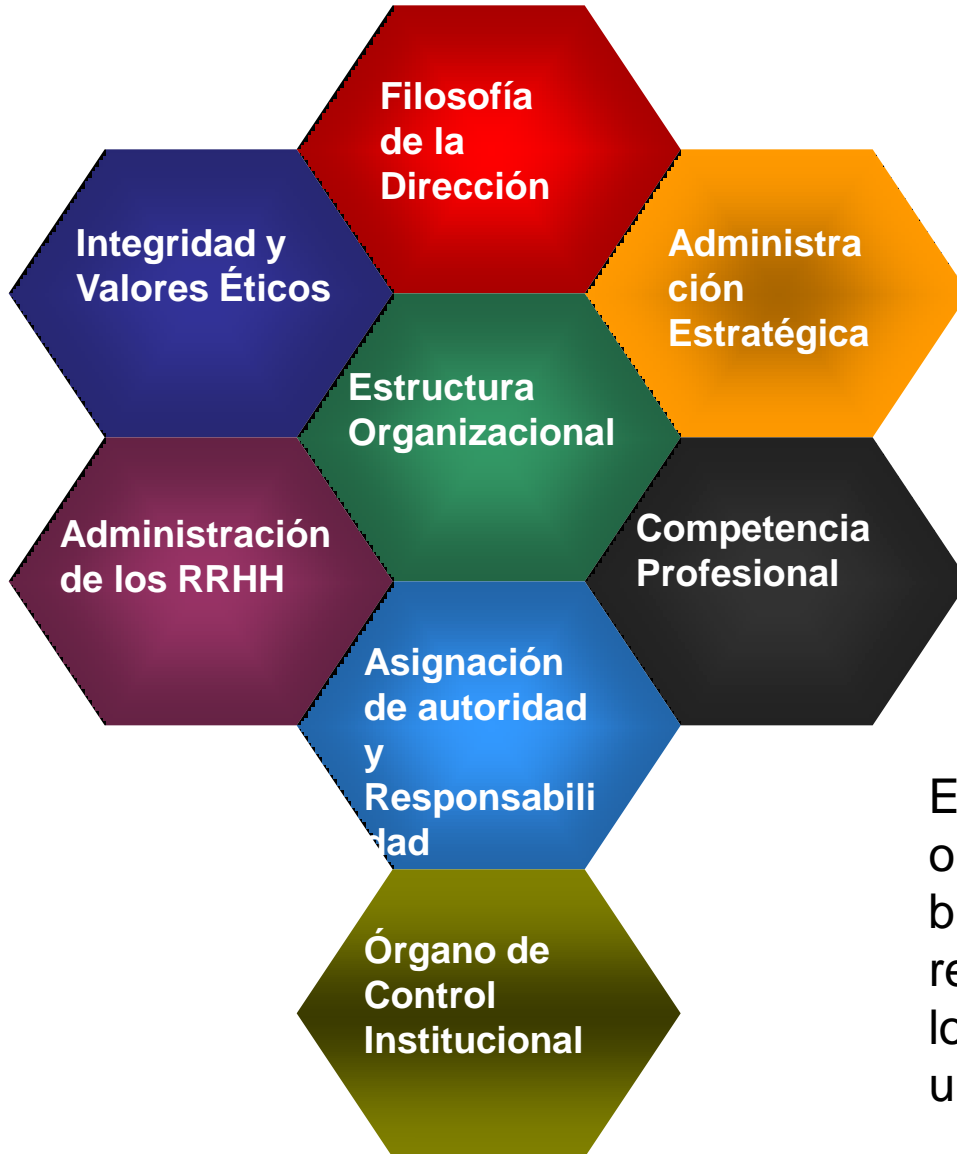 Filosofía
de la
Dirección
Integridad y
Valores Éticos
Administra
ción
Estratégica
Estructura
Organizacional
Administración
de los RRHH
Competencia
Profesional
Asignación
de autoridad
y
Responsabili
dad
Órgano de
Control
Institucional